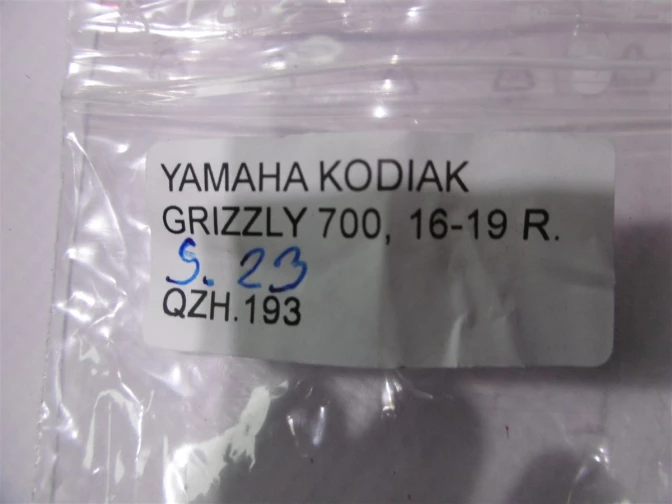 YAMAHA KODIAK
GRIZZLY 700, 16-19 R.
S. 23
QZH.193